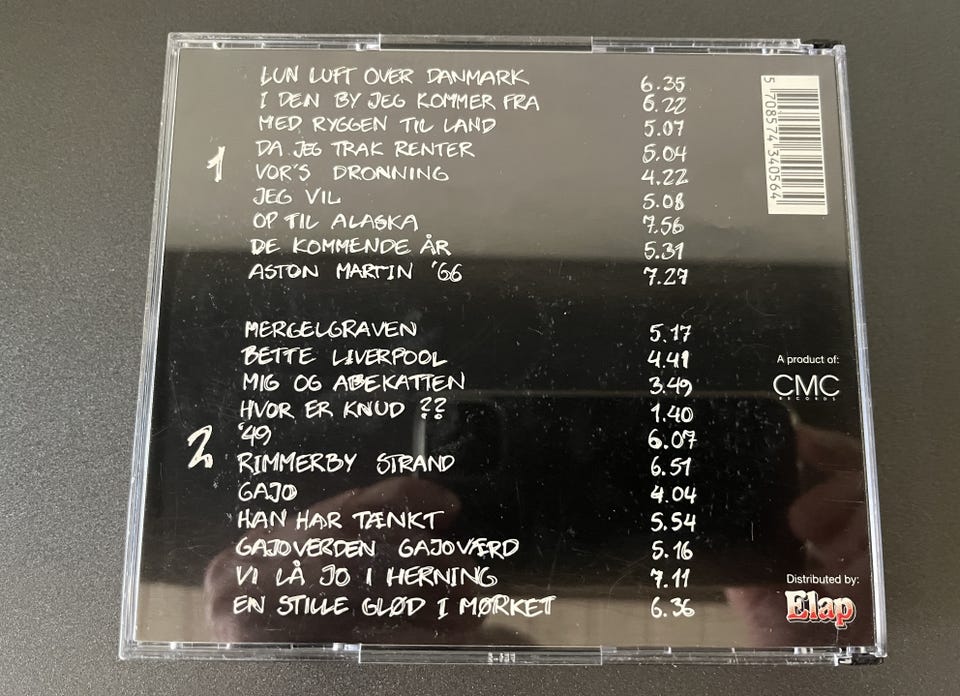 1
LUN LUFT OVER DANMARK 6.35
I DEN BY JEG KOMMER FRA 6.22
MED RYGGEN TIL LAND 5.07
DA JEG TRAK RENTER 5.04
VOR'S DRONNING 4.22
JEG VIL 5.08
OP TIL ALASKA 7.56
DE KOMMENDE ÅR 5.31
ASTON MARTIN '66 7.27
2
MERGELGRAVEN 5.17
BETTE LIVERPOOL 4.41
MIG OG ABEKATTEN 3.49
HVOR ER KNUD ?? 1.40
'49 6.07
RIMMERBY STRAND 6.51
GAJO 4.04
HAN HAR TÆNKT 5.54
GAJOVERDEN GAJOVÆRD 5.16
VI LÅ JO I HERNING 7.11
EN STILLE GLØD I MØRKET 6.36
5 708574 340564
A product of:
CMC
RECORDS
Distributed by:
Elap